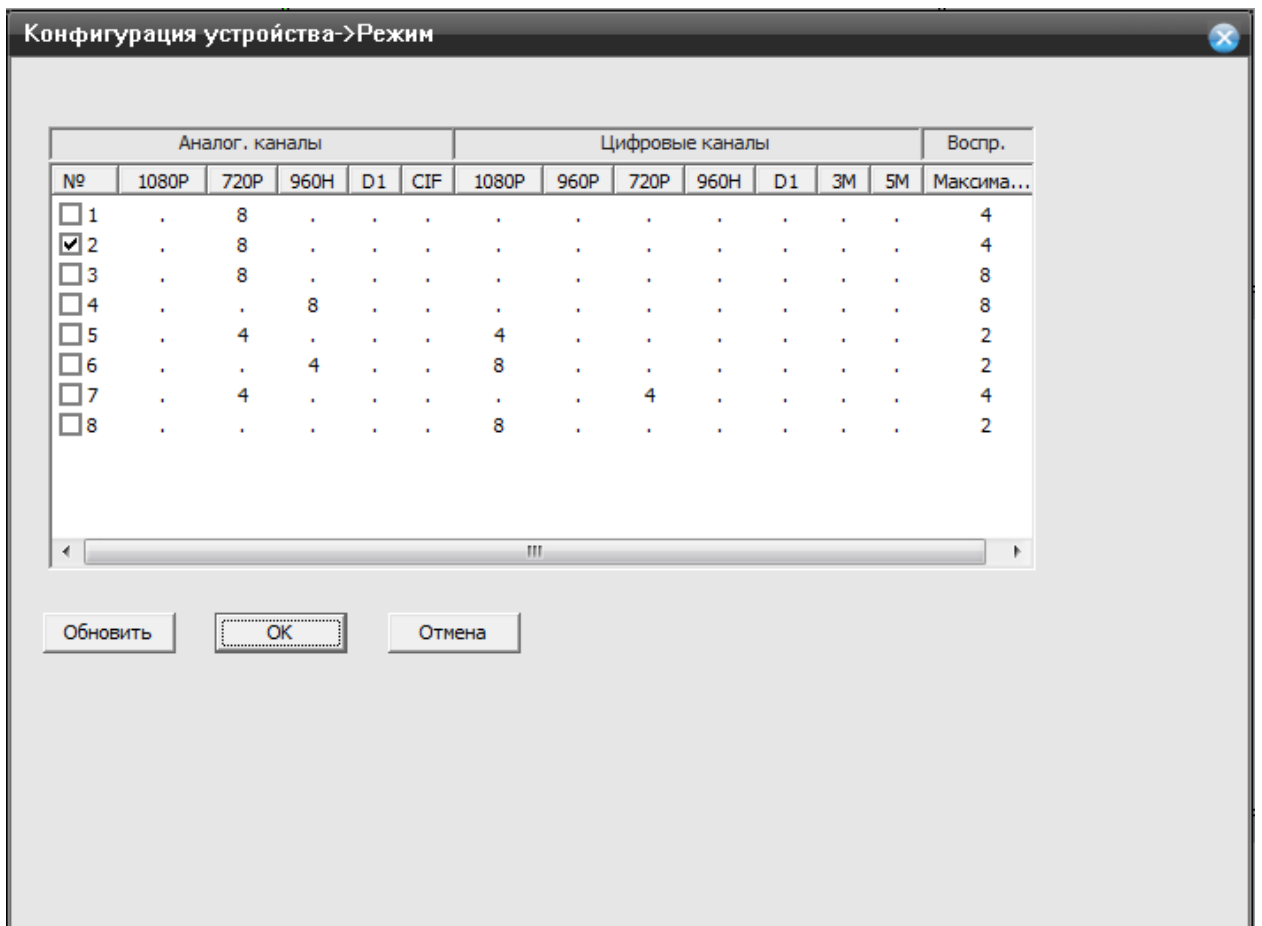 Конфигурация устройства->Режим
Аналог. каналы Цифровые каналы Воспр.
№ 1080P 720P 960H D1 CIF 1080P 960P 720P 960H D1 3M 5M Максима...
1 . 8 . . . . . . . . . . 4
2 . 8 . . . . . . . . . . 4
3 . 8 . . . . . . . . . . 8
4 . . 8 . . . . . . . . . 8
5 . 4 . . . 4 . . . . . . 2
6 . . 4 . . 8 . . . . . . 2
7 . 4 . . . . . 4 . . . . 4
8 . . . . . 8 . . . . . . 2
Обновить OK Отмена